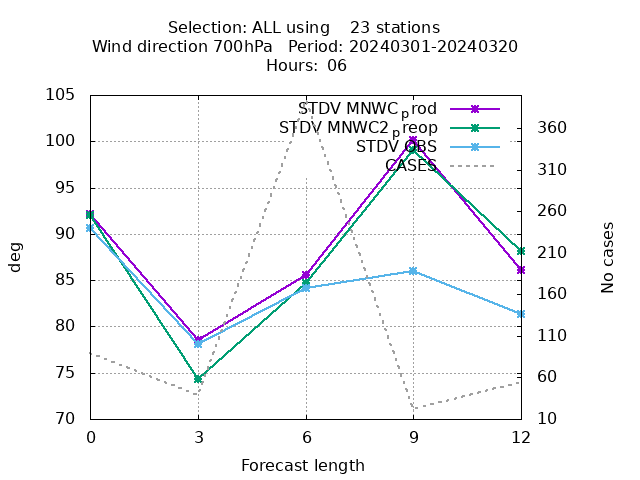 Selection: ALL using    23 stations
Wind direction 700hPa   Period: 20240301-20240320
Hours: 06
105
100
95
90
85
80
75
70
deg
STDV MNWC_prod
STDV MNWC2_preop
STDV OBS
CASES
360
310
260
210
160
110
60
10
No cases
0 3 6 9 12
Forecast length